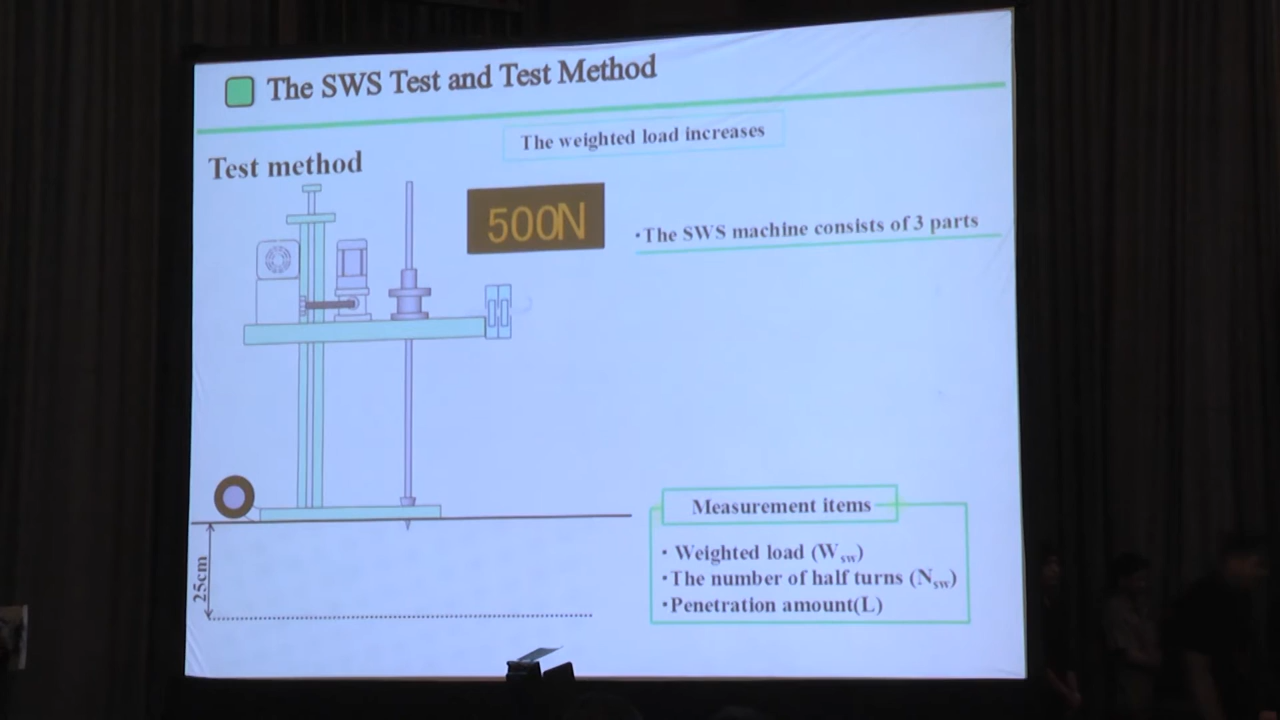 The SWS Test and Test Method
The weighted load increases
Test method
500N
·The SWS machine consists of 3 parts
Measurement items
· Weighted load (Wsw)
·The number of half turns (Nsw)
·Penetration amount(L)
25cm